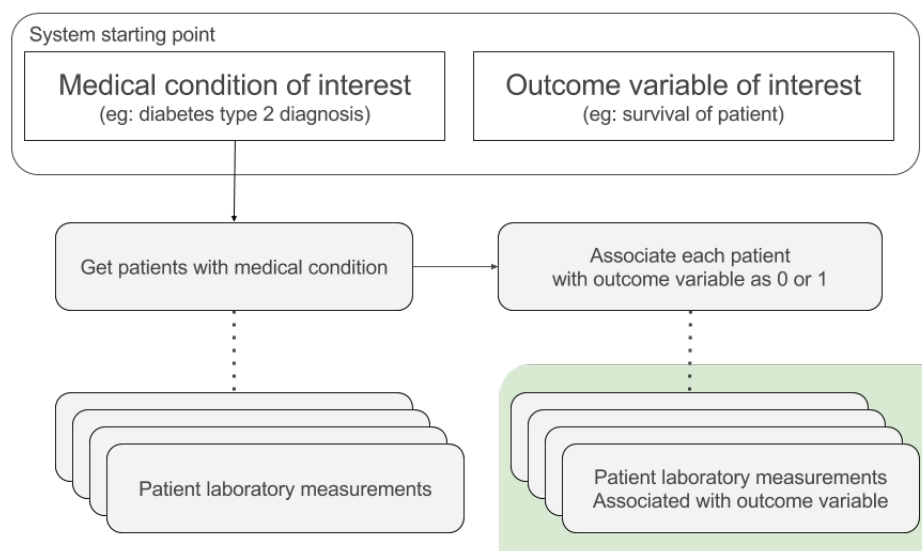 System starting point
Medical condition of interest
(eg: diabetes type 2 diagnosis)
Outcome variable of interest
(eg: survival of patient)
Get patients with medical condition
Associate each patient
with outcome variable as 0 or 1
Patient laboratory measurements
Patient laboratory measurements
Associated with outcome variable